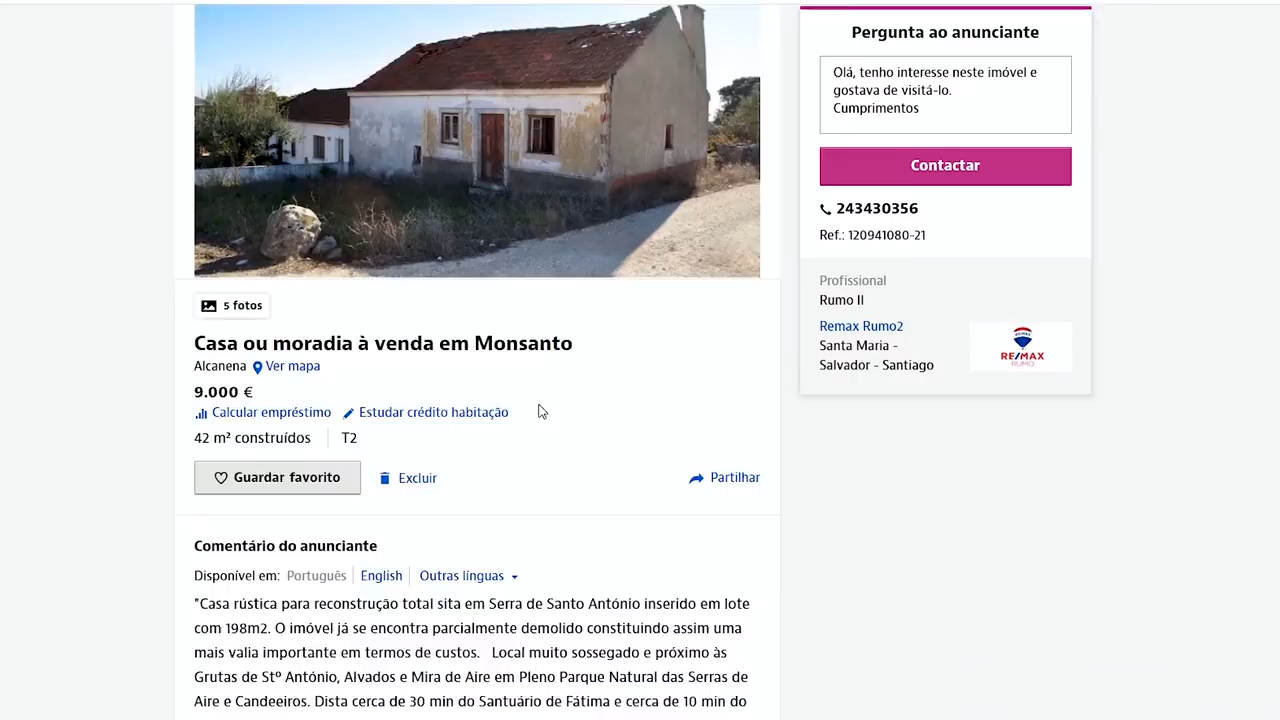 5 fotos
Casa ou moradia à venda em Monsanto
Alcanena Ver mapa
9.000 €
Calcular empréstimo Estudar crédito habitação
42 m² construídos T2
Guardar favorito Excluir Partilhar
Comentário do anunciante
Disponível em: Português English Outras línguas
"Casa rústica para reconstrução total sita em Serra de Santo António inserido em lote
com 198m2. O imóvel já se encontra parcialmente demolido constituindo assim uma
mais valia importante em termos de custos. Local muito sossegado e próximo às
Grutas de Stº António, Alvados e Mira de Aire em Pleno Parque Natural das Serras de
Aire e Candeeiros. Dista cerca de 30 min do Santuário de Fátima e cerca de 10 min do
Pergunta ao anunciante
Olá, tenho interesse neste imóvel e
gostava de visitá-lo.
Cumprimentos
Contactar
243430356
Ref.: 120941080-21
Profissional
Rumo II
Remax Rumo2
Santa Maria -
Salvador - Santiago
RE/MAX
RUMO